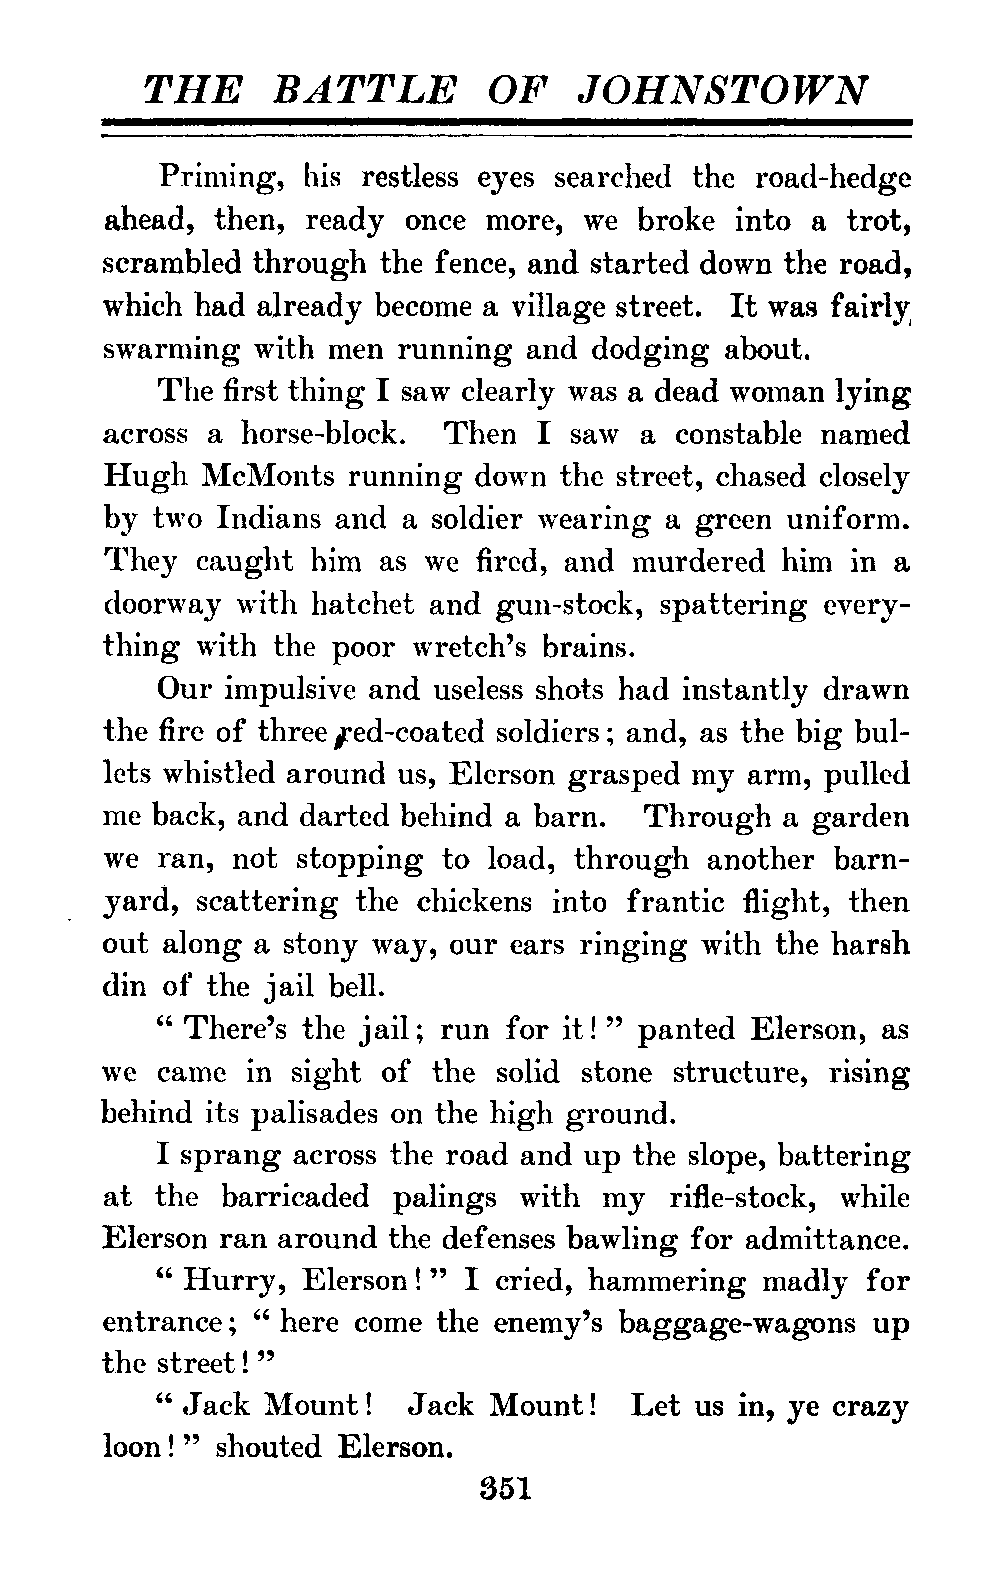 THE BATTLE OF JOHNSTOWN
Priming, his restless eyes searched the road-hedge
ahead, then, ready once more, we broke into a trot,
scrambled through the fence, and started down the road,
which had already become a village street. It was fairly
swarming with men running and dodging about.
The first thing I saw clearly was a dead woman lying
across a horse-block. Then I saw a constable named
Hugh McMonts running down the street, chased closely
by two Indians and a soldier wearing a green uniform.
They caught him as we fired, and murdered him in a
doorway with hatchet and gun-stock, spattering every-
thing with the poor wretch's brains.
Our impulsive and useless shots had instantly drawn
the fire of three red-coated soldiers; and, as the big bul-
lets whistled around us, Elerson grasped my arm, pulled
me back, and darted behind a barn. Through a garden
we ran, not stopping to load, through another barn-
yard, scattering the chickens into frantic flight, then
out along a stony way, our ears ringing with the harsh
din of the jail bell.
" There's the jail; run for it! " panted Elerson, as
we came in sight of the solid stone structure, rising
behind its palisades on the high ground.
I sprang across the road and up the slope, battering
at the barricaded palings with my rifle-stock, while
Elerson ran around the defenses bawling for admittance.
" Hurry, Elerson! " I cried, hammering madly for
entrance; " here come the enemy's baggage-wagons up
the street! "
" Jack Mount! Jack Mount! Let us in, ye crazy
loon! " shouted Elerson.
351